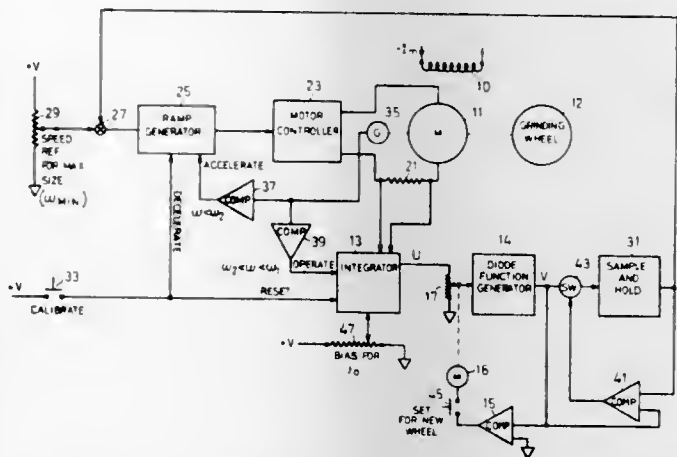 -I m
10
+V
29
27
25
RAMP
GENERATOR
23
MOTOR
CONTROLLER
35
G
11
M
12
GRINDING
WHEEL
SPEED
REF
FOR MAX
SIZE
(ω MIN)
ACCELERATE
DECELERATE
21
37
COMP
ω<ω2
COMP
39
OPERATE
ω2<ω<ω1
13
INTEGRATOR
U
17
14
DIODE
FUNCTION
GENERATOR
V
43
SW
31
SAMPLE
AND
HOLD
33
+V
CALIBRATE
RESET
47
+V
BIAS FOR
16
M
45
SET
FOR NEW
WHEEL
15
COMP
41
COMP